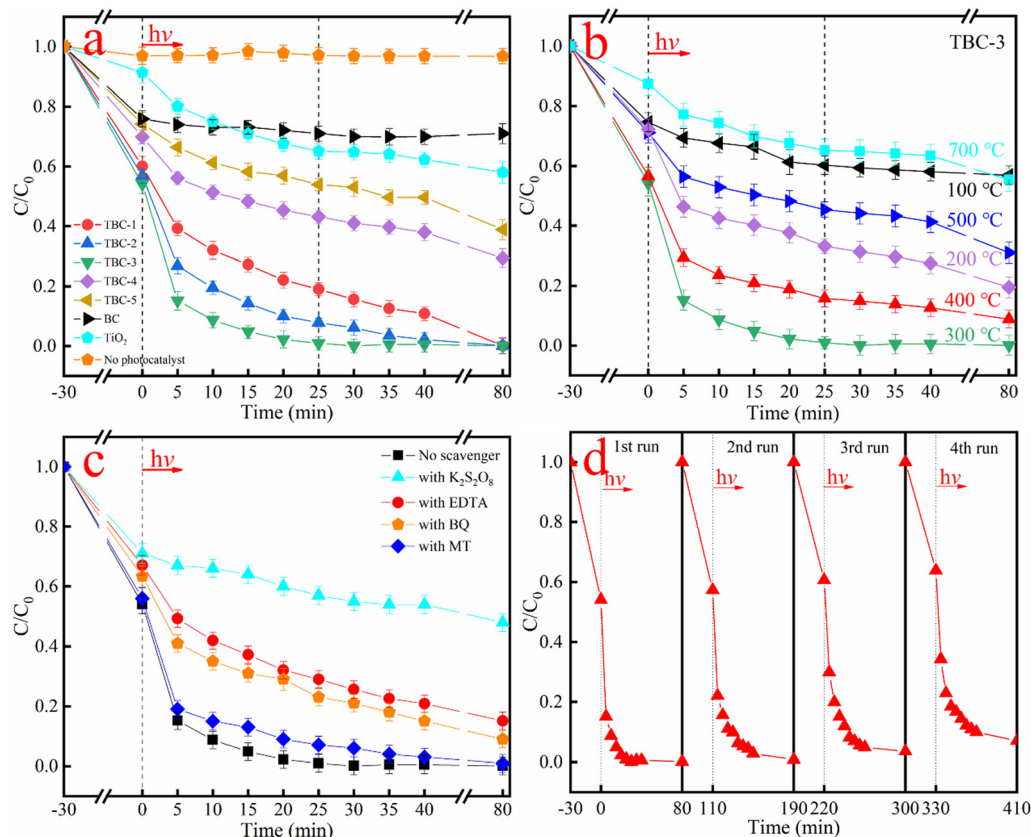 a
hν
C/C₀
1.0
0.8
0.6
0.4
0.2
0.0
TBC-1
TBC-2
TBC-3
TBC-4
TBC-5
BC
TiO₂
No photocatalyst
-30 0 5 10 15 20 25 30 35 40 80
Time (min)
b
hν
TBC-3
C/C₀
1.0
0.8
0.6
0.4
0.2
0.0
700 °C
100 °C
500 °C
200 °C
400 °C
300 °C
-30 0 5 10 15 20 25 30 35 40 80
Time (min)
c
hν
C/C₀
1.0
0.8
0.6
0.4
0.2
0.0
No scavenger
with K₂S₂O₈
with EDTA
with BQ
with MT
-30 0 5 10 15 20 25 30 35 40 80
Time (min)
d
1st run 2nd run 3rd run 4th run
hν hν hν hν
C/C₀
1.0
0.8
0.6
0.4
0.2
0.0
-30 0 80 110 190 220 300 330 410
Time (min)